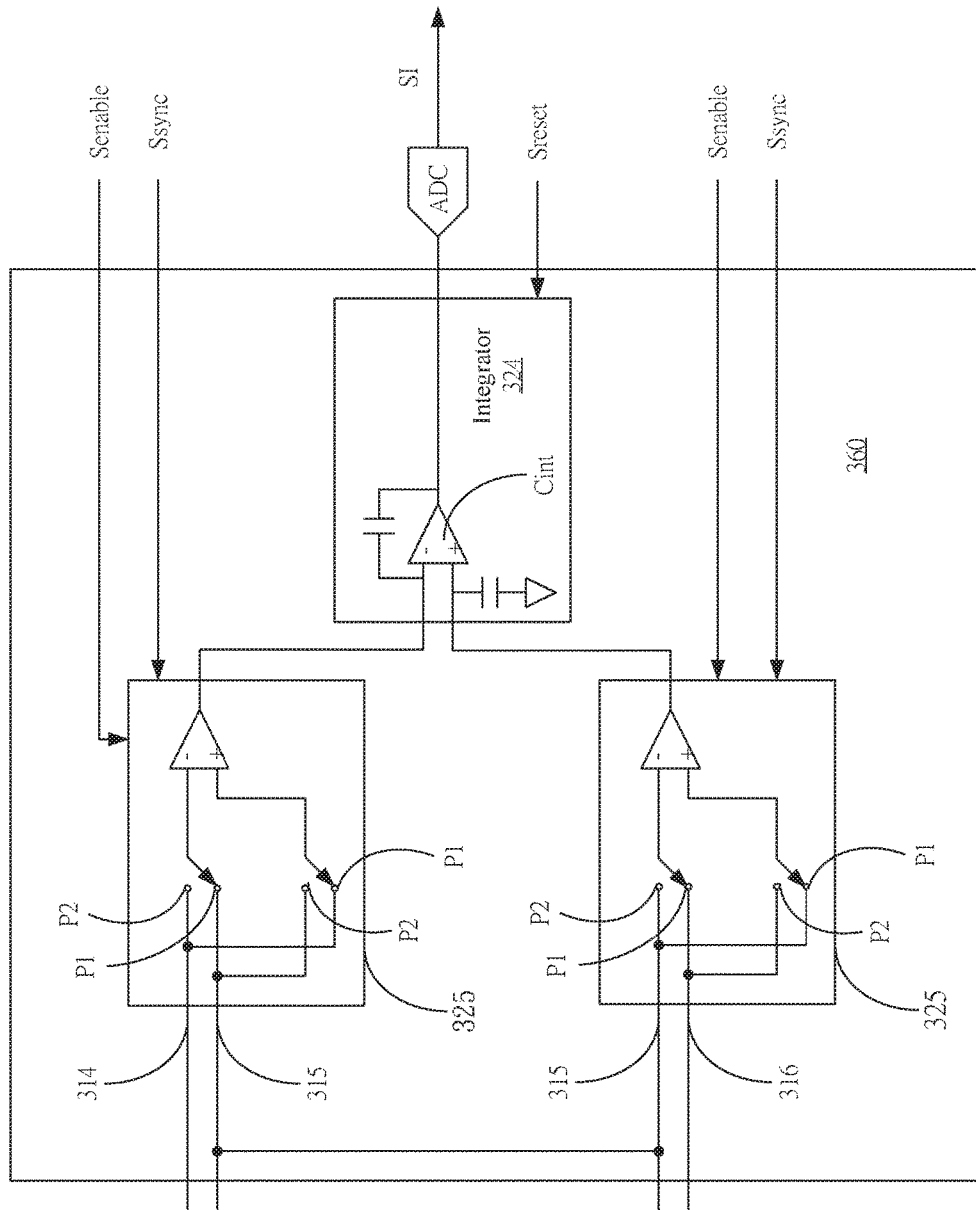 Senable
Ssync
SI
ADC
Sreset
Senable
Ssync
Integrator
324
360
Cint
-
+
-
+
-
+
P2
P1
P2
P1
P2
P1
P2
P1
314
315
325
315
316
325